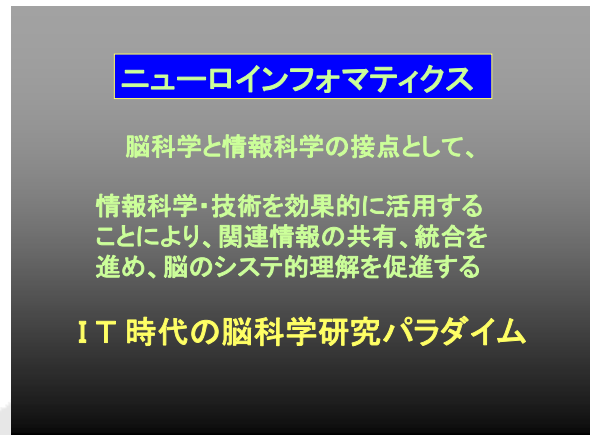 ニューロインフォマティクス
脳科学と情報科学の接点として、
情報科学・技術を効果的に活用する
ことにより、関連情報の共有、統合を
進め、脳のシステ的理解を促進する
ＩＴ時代の脳科学研究パラダイム